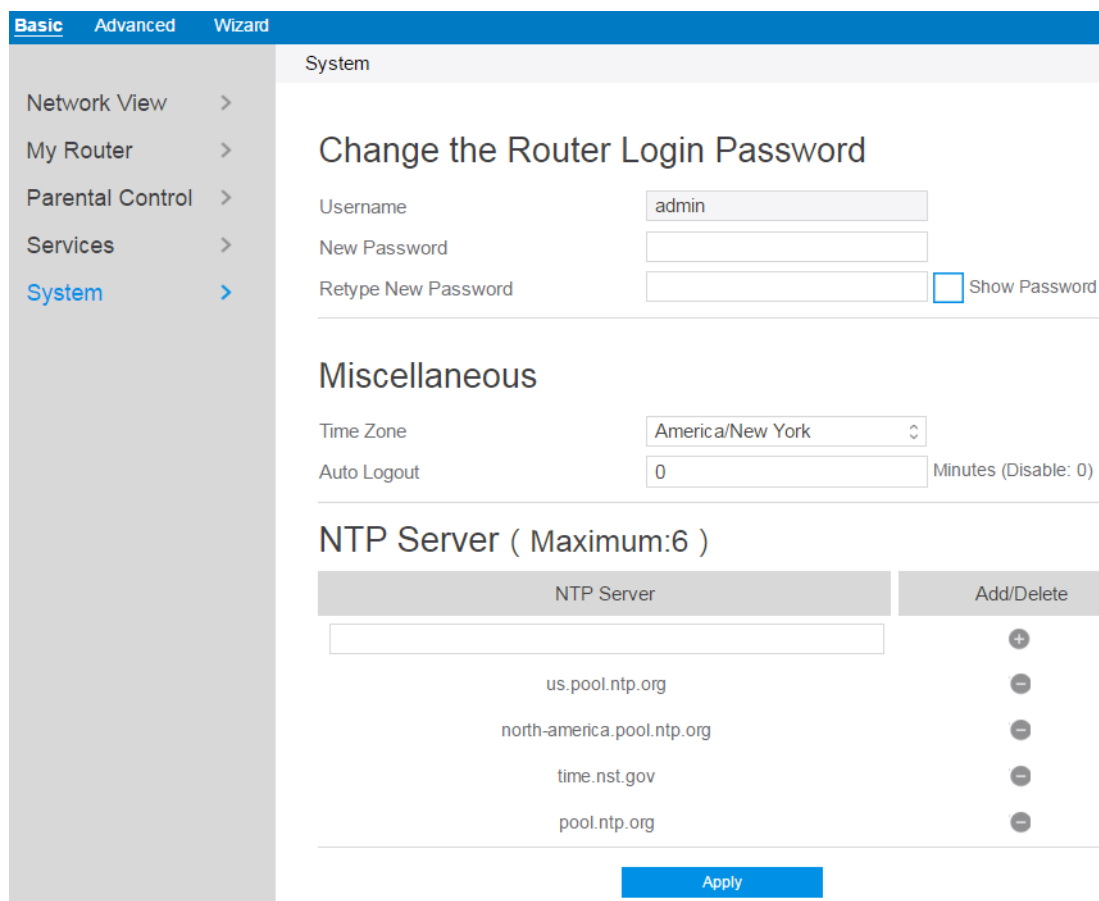 Basic Advanced Wizard
System
Network View
My Router
Parental Control
Services
System
Change the Router Login Password
Username admin
New Password
Retype New Password Show Password
Miscellaneous
Time Zone America/New York
Auto Logout 0 Minutes (Disable: 0)
NTP Server ( Maximum:6 )
NTP Server Add/Delete
us.pool.ntp.org
north-america.pool.ntp.org
time.nst.gov
pool.ntp.org
Apply